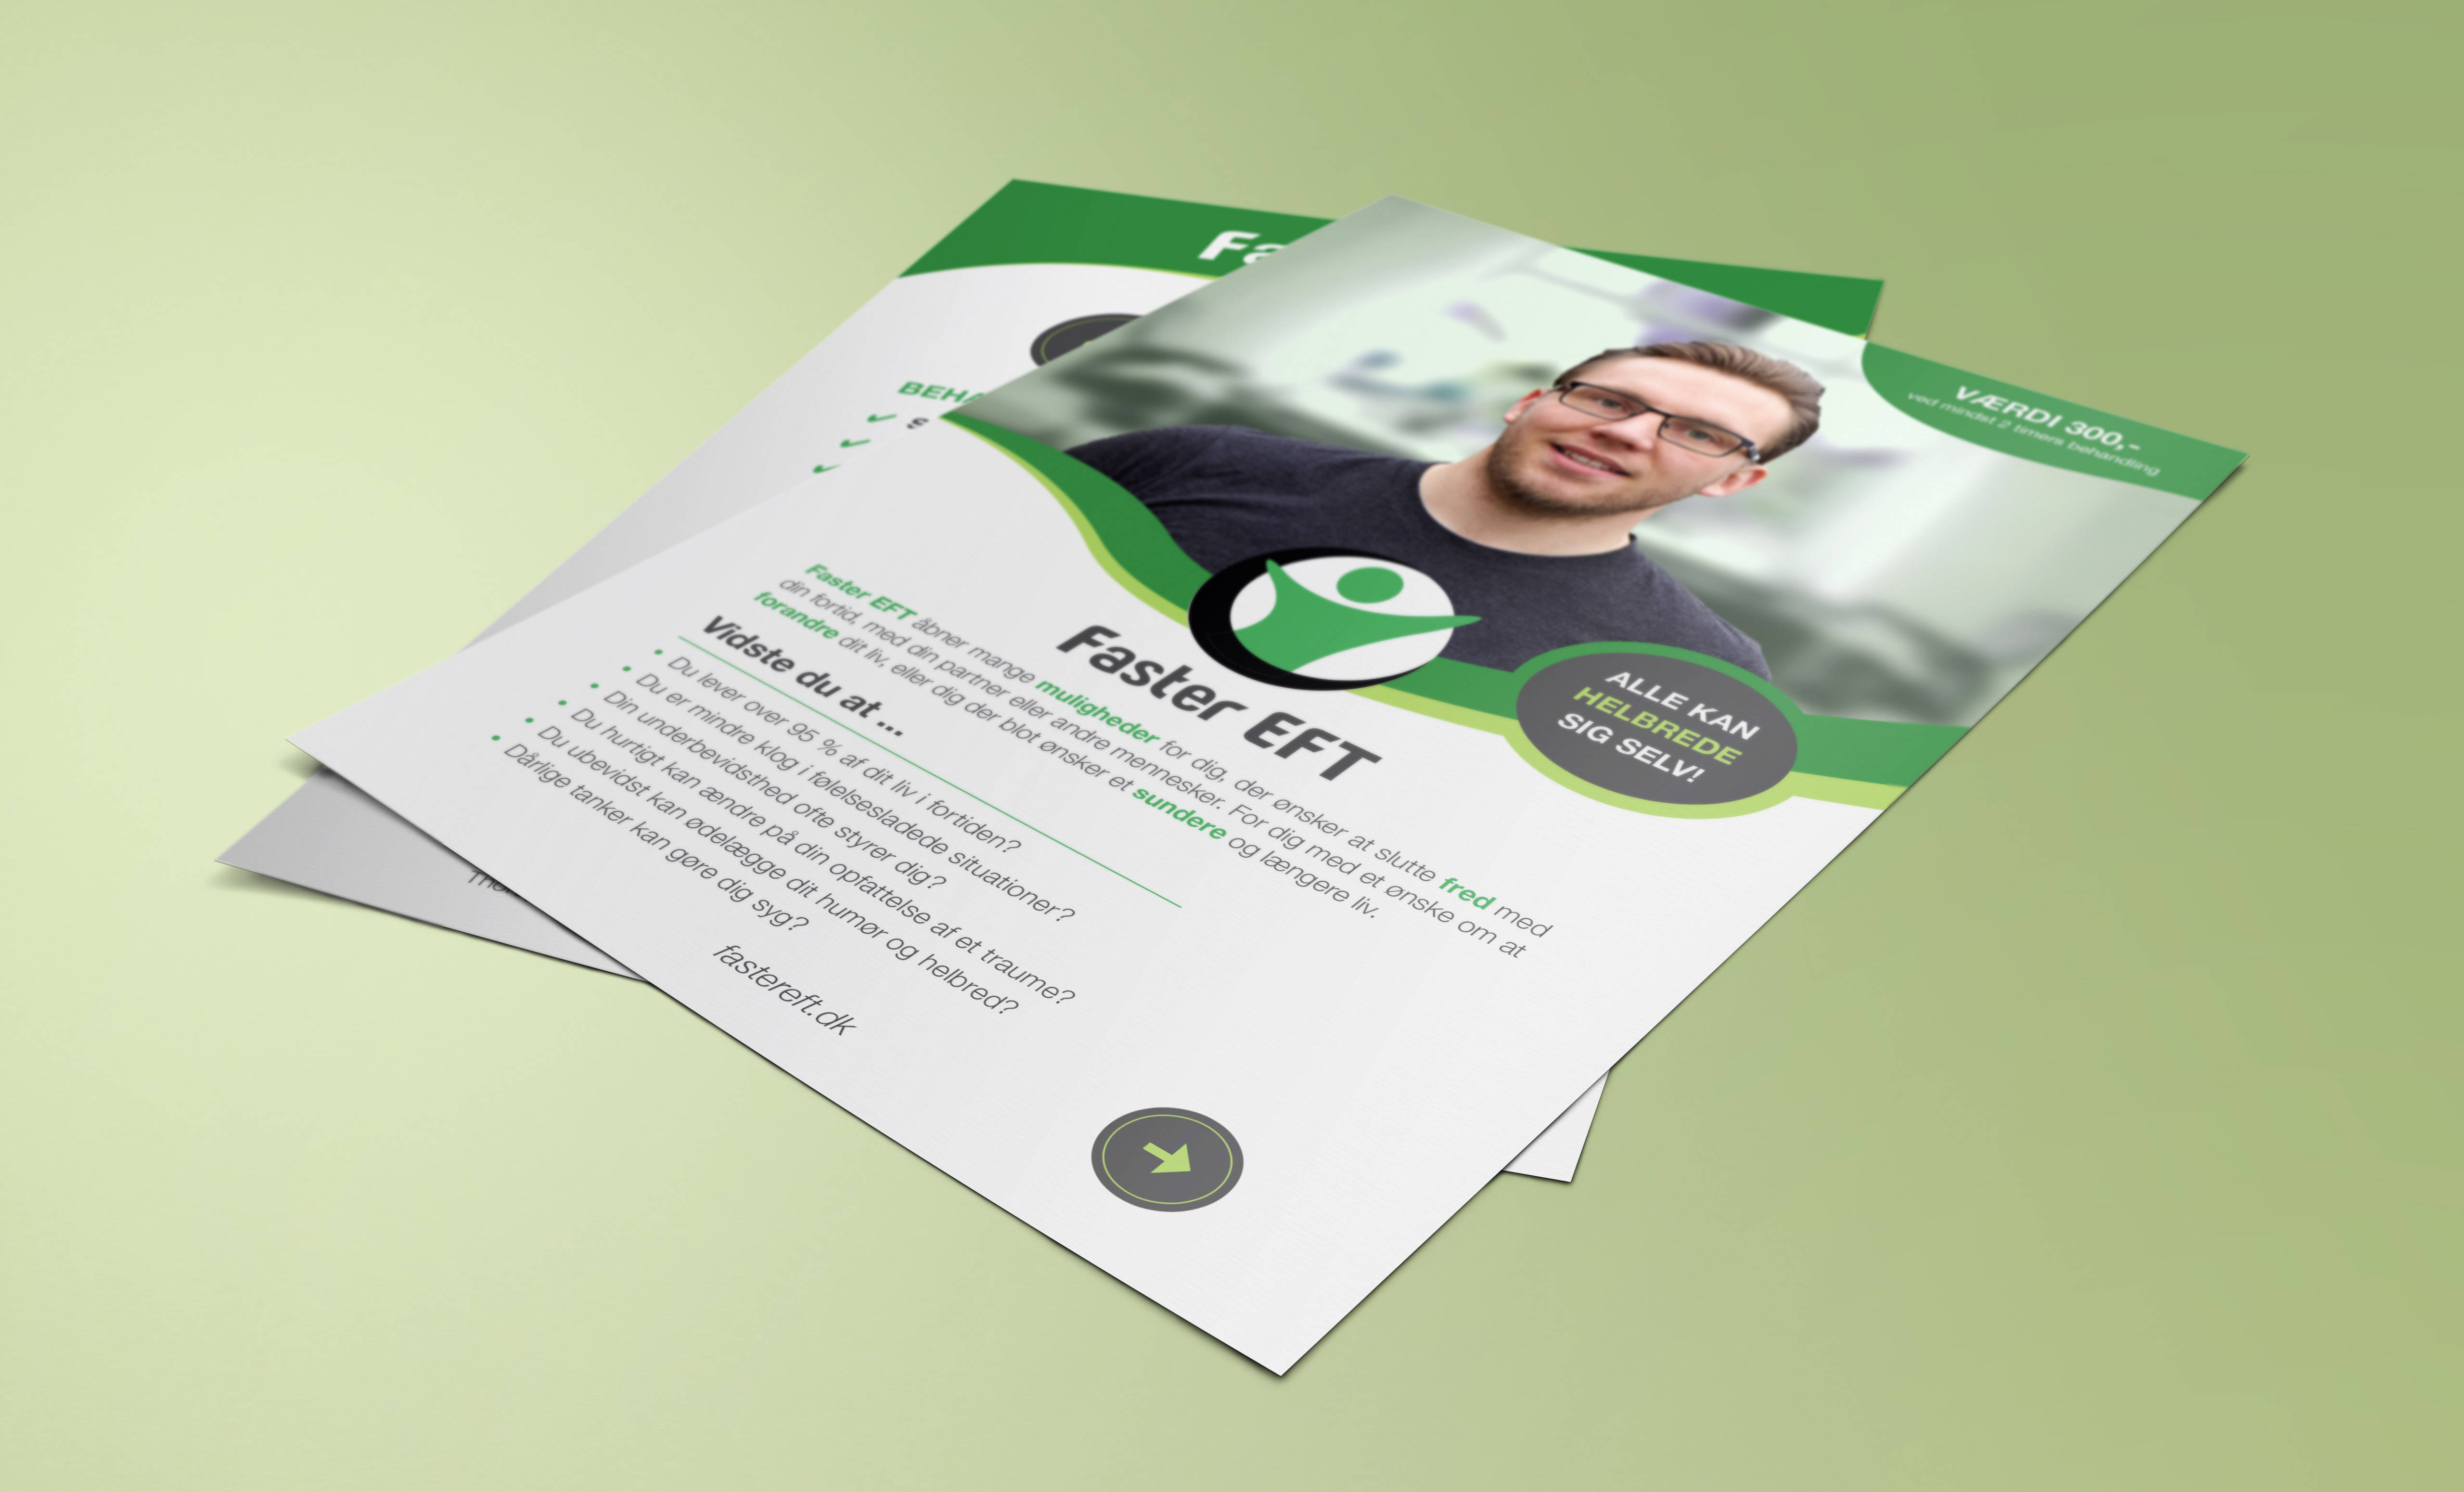 VÆRDI 300,-
ved mindst 2 timers behandling
ALLE KAN
HELBREDE
SIG SELV!
Faster EFT
Faster EFT åbner mange muligheder for dig, der ønsker at slutte fred med
din fortid, med din partner eller andre mennesker. For dig med et ønske om at
forandre dit liv, eller dig der blot ønsker et sundere og længere liv.
Vidste du at ...
• Du lever over 95 % af dit liv i fortiden?
• Du er mindre klog i følelsesladede situationer?
• Din underbevidsthed ofte styrer dig?
• Du hurtigt kan ændre på din opfattelse af et traume?
• Du ubevidst kan ødelægge dit humør og helbred?
• Dårlige tanker kan gøre dig syg?
fastereft.dk